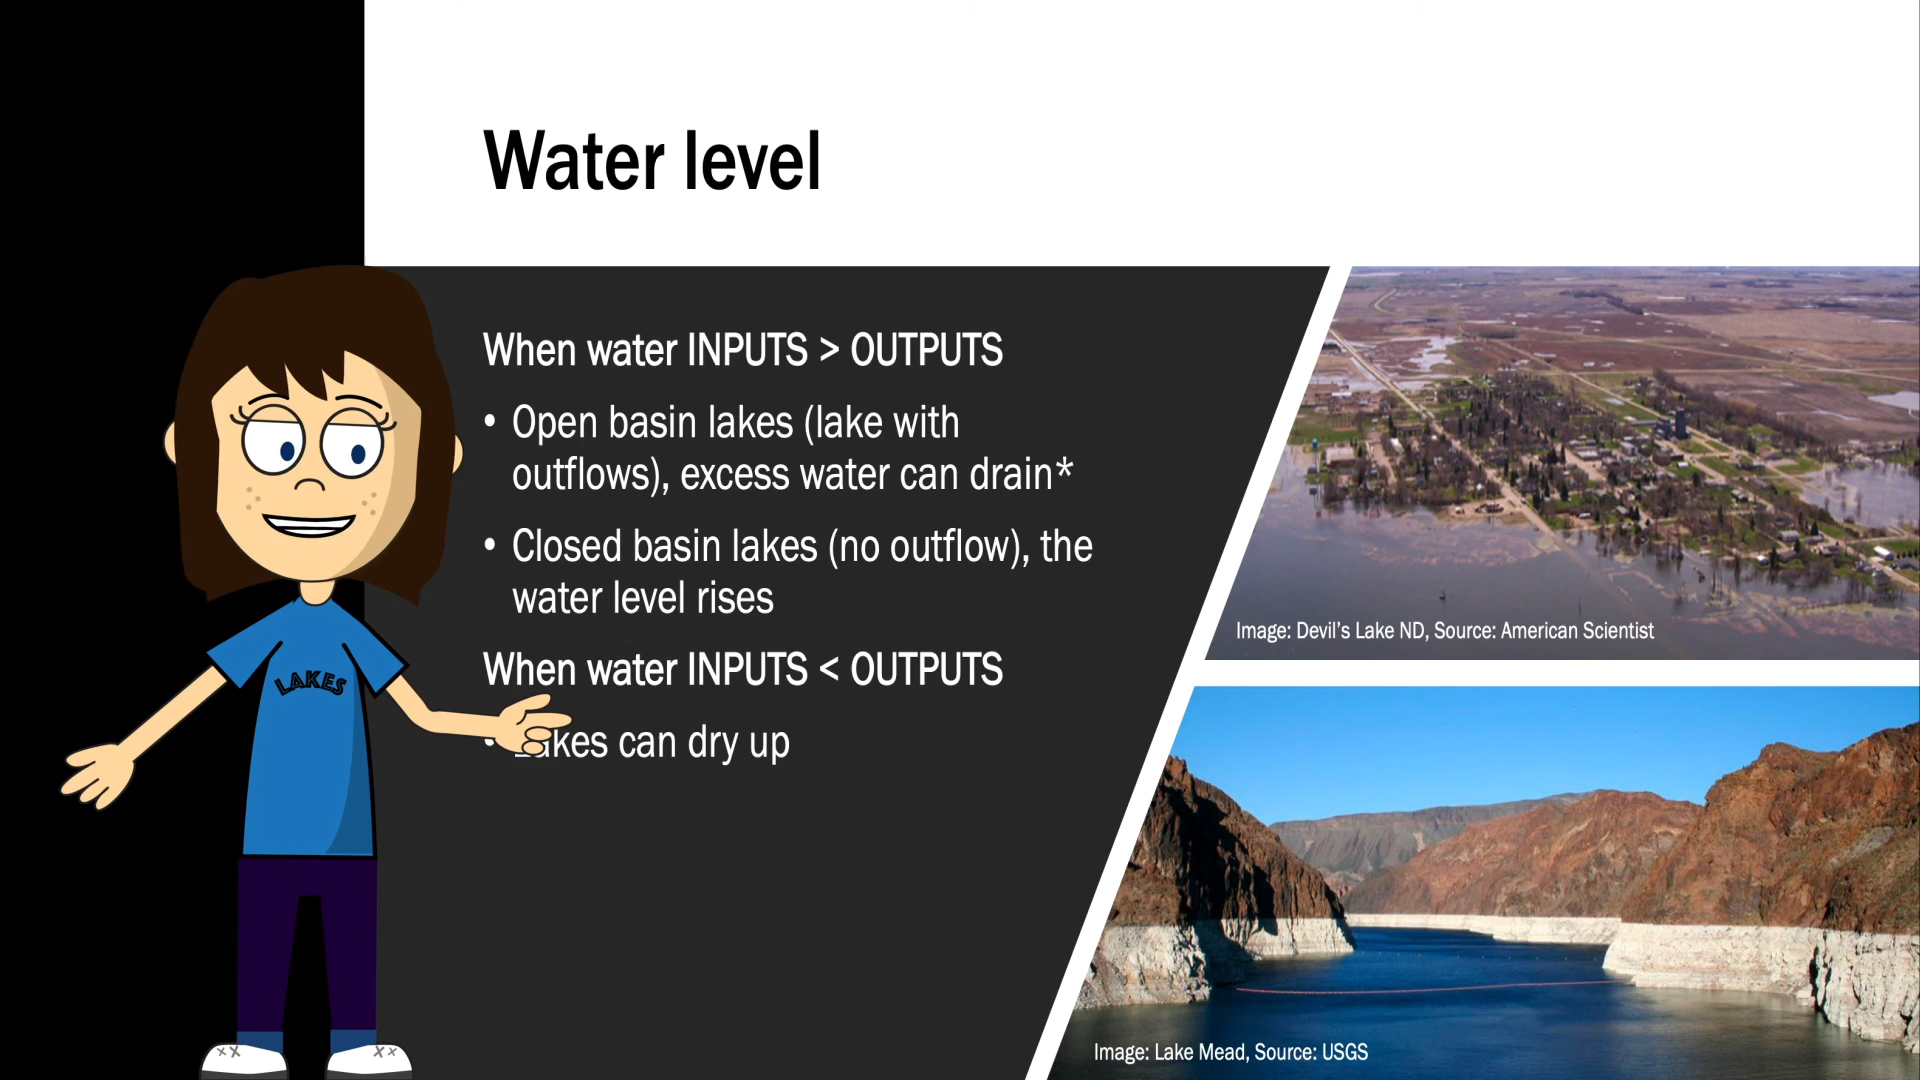 Water level
When water INPUTS > OUTPUTS
• Open basin lakes (lake with
outflows), excess water can drain*
• Closed basin lakes (no outflow), the
water level rises
When water INPUTS < OUTPUTS
• Lakes can dry up
LAKES
Image: Devil's Lake ND, Source: American Scientist
Image: Lake Mead, Source: USGS